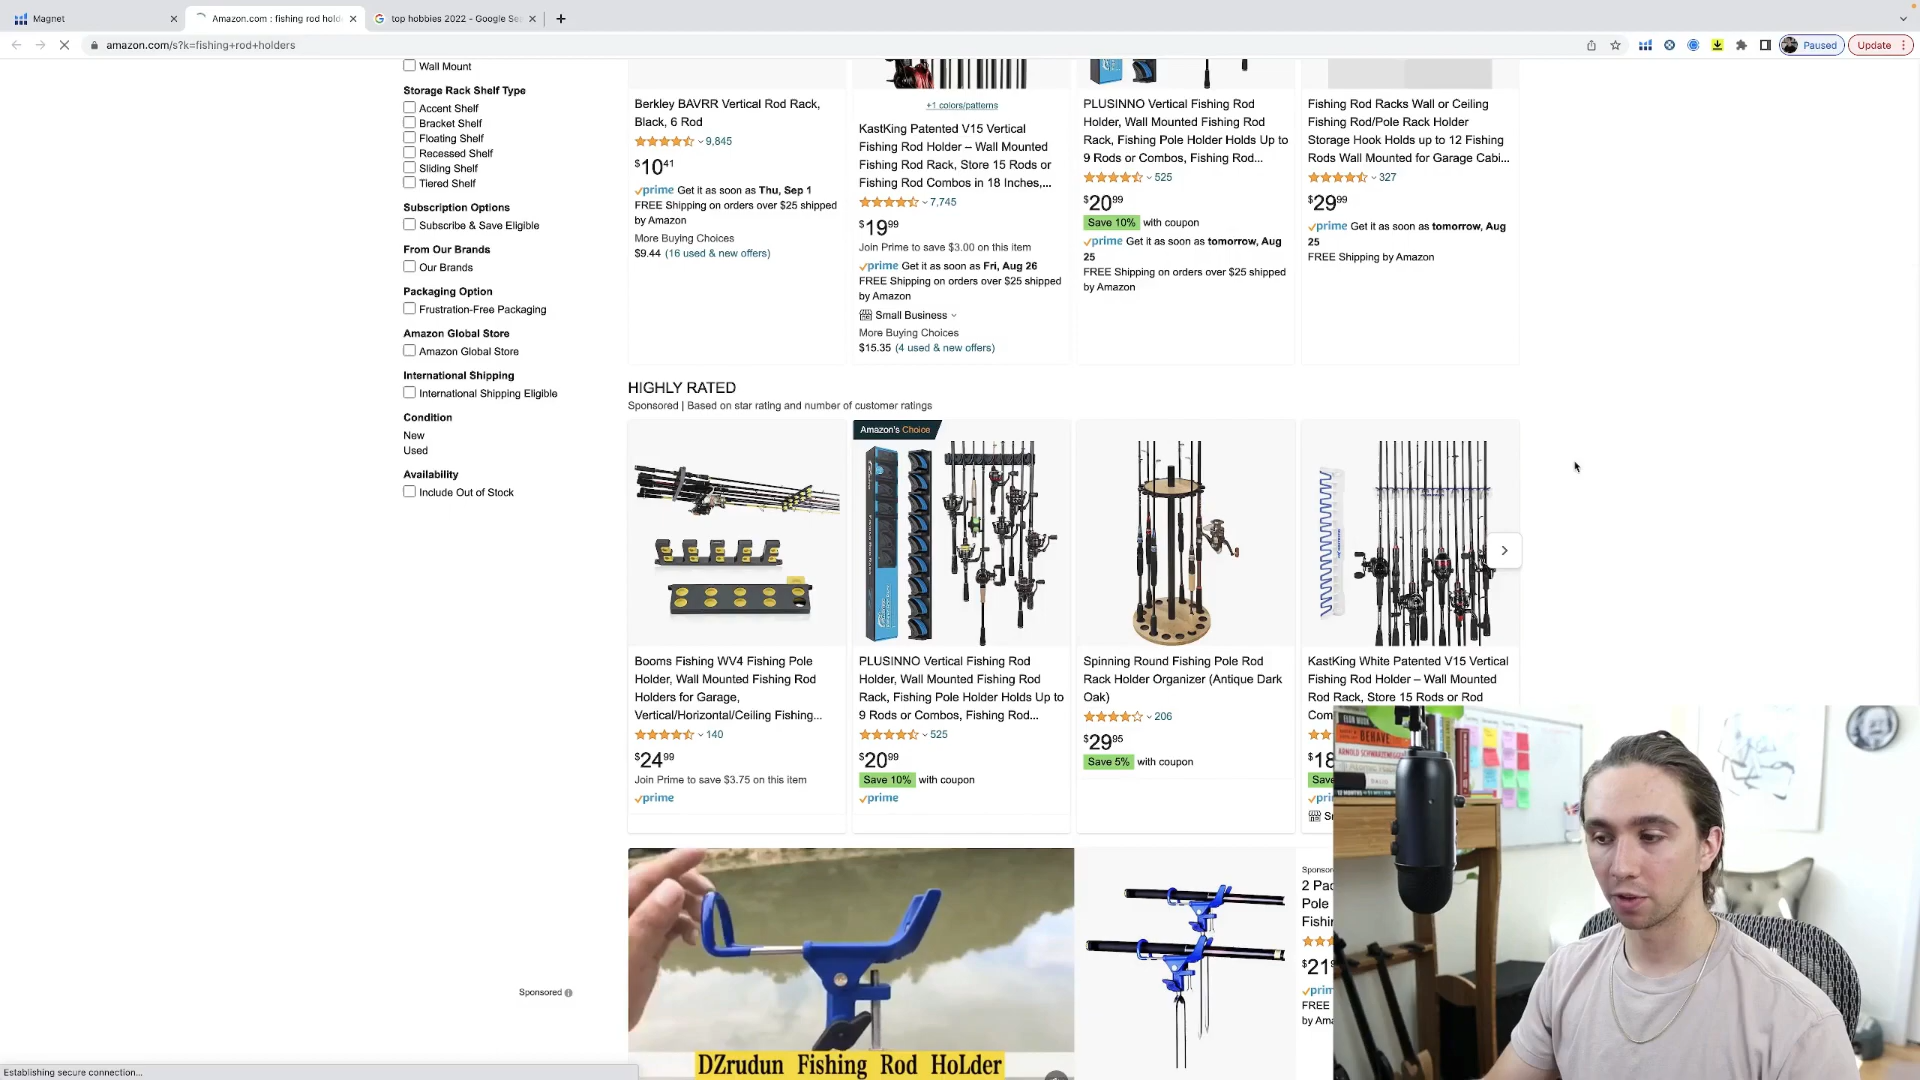 Magnet
Amazon.com : fishing rod hold
top hobbies 2022 - Google Se
amazon.com/s?k=fishing+rod+holders
Paused
Update
Wall Mount
Storage Rack Shelf Type
Accent Shelf
Bracket Shelf
Floating Shelf
Recessed Shelf
Sliding Shelf
Tiered Shelf
Subscription Options
Subscribe & Save Eligible
From Our Brands
Our Brands
Packaging Option
Frustration-Free Packaging
Amazon Global Store
Amazon Global Store
International Shipping
International Shipping Eligible
Condition
New
Used
Availability
Include Out of Stock
Sponsored
Berkley BAVRR Vertical Rod Rack,
Black, 6 Rod
9,845
$10 41
prime Get it as soon as Thu, Sep 1
FREE Shipping on orders over $25 shipped
by Amazon
More Buying Choices
$9.44 (16 used & new offers)
+1 colors/patterns
KastKing Patented V15 Vertical
Fishing Rod Holder – Wall Mounted
Fishing Rod Rack, Store 15 Rods or
Fishing Rod Combos in 18 Inches,...
7,745
$19 99
Join Prime to save $3.00 on this item
prime Get it as soon as Fri, Aug 26
FREE Shipping on orders over $25 shipped
by Amazon
Small Business
More Buying Choices
$15.35 (4 used & new offers)
PLUSINNO Vertical Fishing Rod
Holder, Wall Mounted Fishing Rod
Rack, Fishing Pole Holder Holds Up to
9 Rods or Combos, Fishing Rod...
525
$20 99
Save 10% with coupon
prime Get it as soon as tomorrow, Aug
25
FREE Shipping on orders over $25 shipped
by Amazon
Fishing Rod Racks Wall or Ceiling
Fishing Rod/Pole Rack Holder
Storage Hook Holds up to 12 Fishing
Rods Wall Mounted for Garage Cabi...
327
$29 99
prime Get it as soon as tomorrow, Aug
25
FREE Shipping by Amazon
HIGHLY RATED
Sponsored | Based on star rating and number of customer ratings
Amazon's Choice
Booms Fishing WV4 Fishing Pole
Holder, Wall Mounted Fishing Rod
Holders for Garage,
Vertical/Horizontal/Ceiling Fishing...
140
$24 99
Join Prime to save $3.75 on this item
prime
PLUSINNO Vertical Fishing Rod
Holder, Wall Mounted Fishing Rod
Rack, Fishing Pole Holder Holds Up to
9 Rods or Combos, Fishing Rod...
525
$20 99
Save 10% with coupon
prime
Spinning Round Fishing Pole Rod
Rack Holder Organizer (Antique Dark
Oak)
206
$29 95
Save 5% with coupon
KastKing White Patented V15 Vertical
Fishing Rod Holder – Wall Mounted
Rod Rack, Store 15 Rods or Rod
Com
$18
Save
prim
Sm
DZrudun Fishing Rod HoLder
Sponsor
2 Pac
Pole
Fishin
$21
prim
FREE
by Ama
ELON MUSK
BEHAVE
ARNOLD SCHWARZENEGGER
Establishing secure connection...